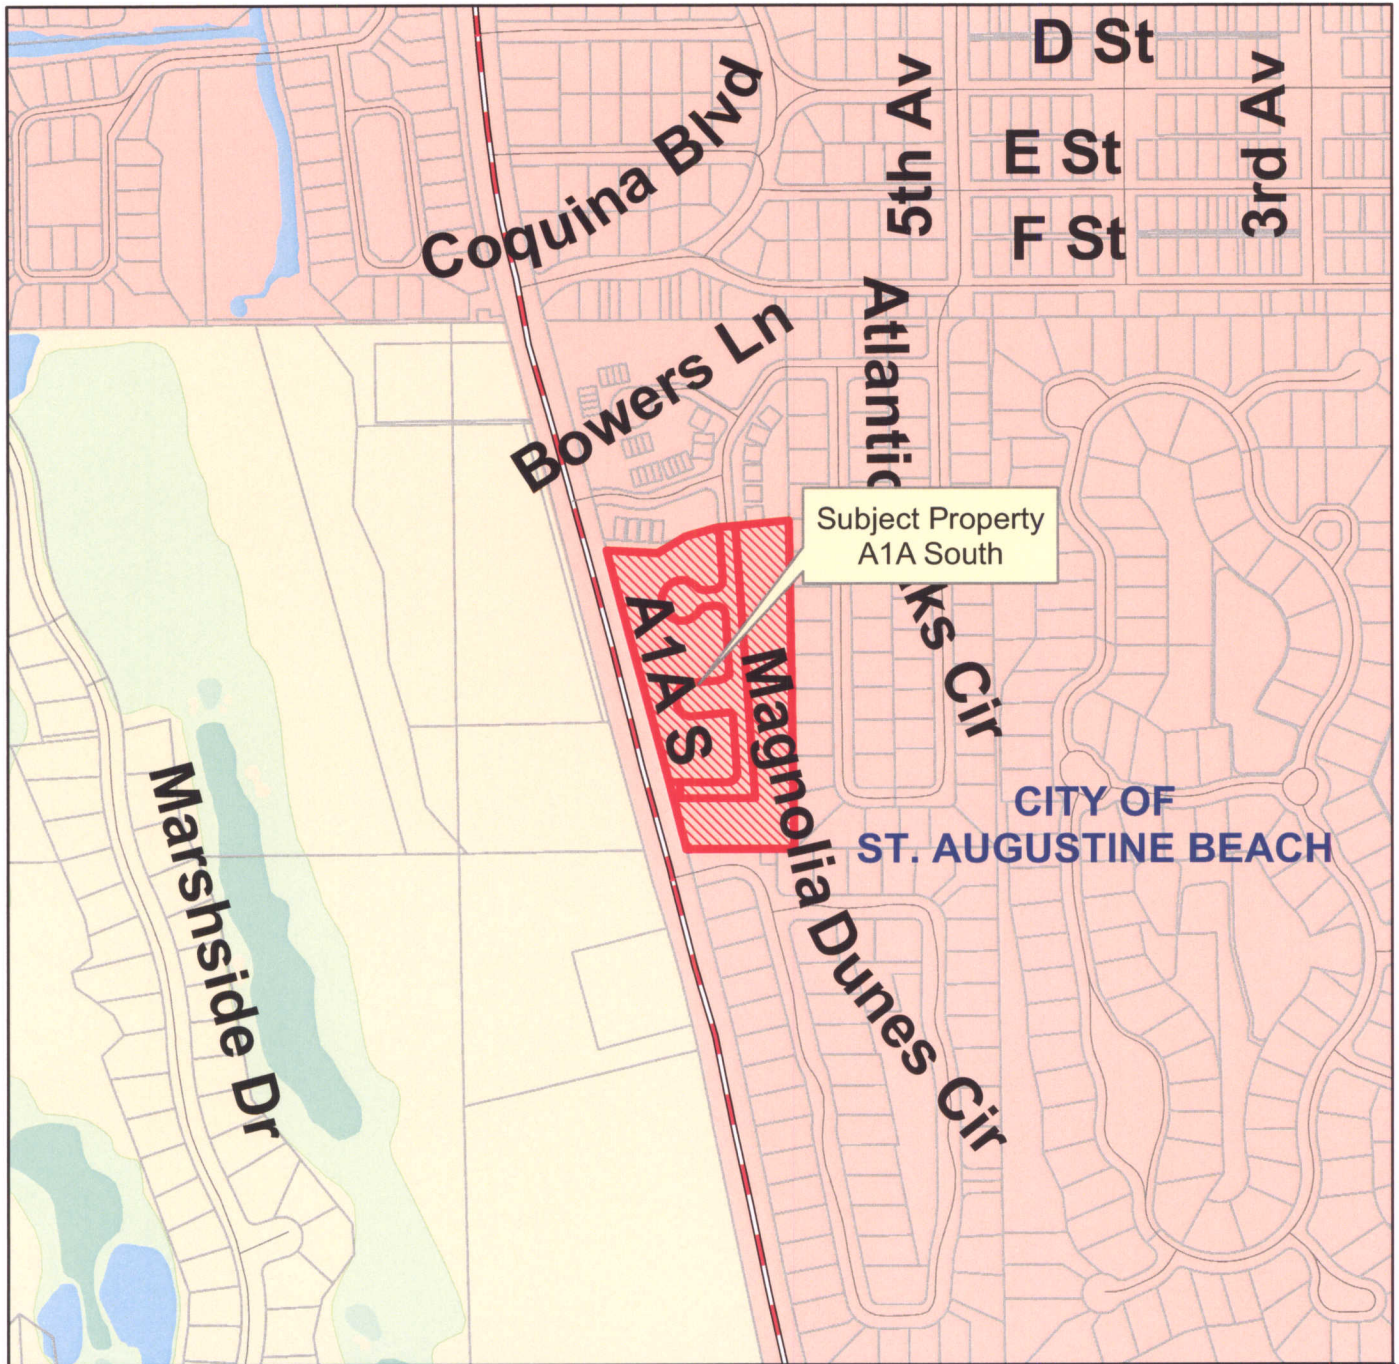 D St
5th Av
3rd Av
E St
F St
Coquina Blvd
Bowers Ln
Atlantic
ks Cir
Subject Property
A1A South
A1A S
Magnolia Dunes Cir
Marshside Dr
CITY OF
ST. AUGUSTINE BEACH